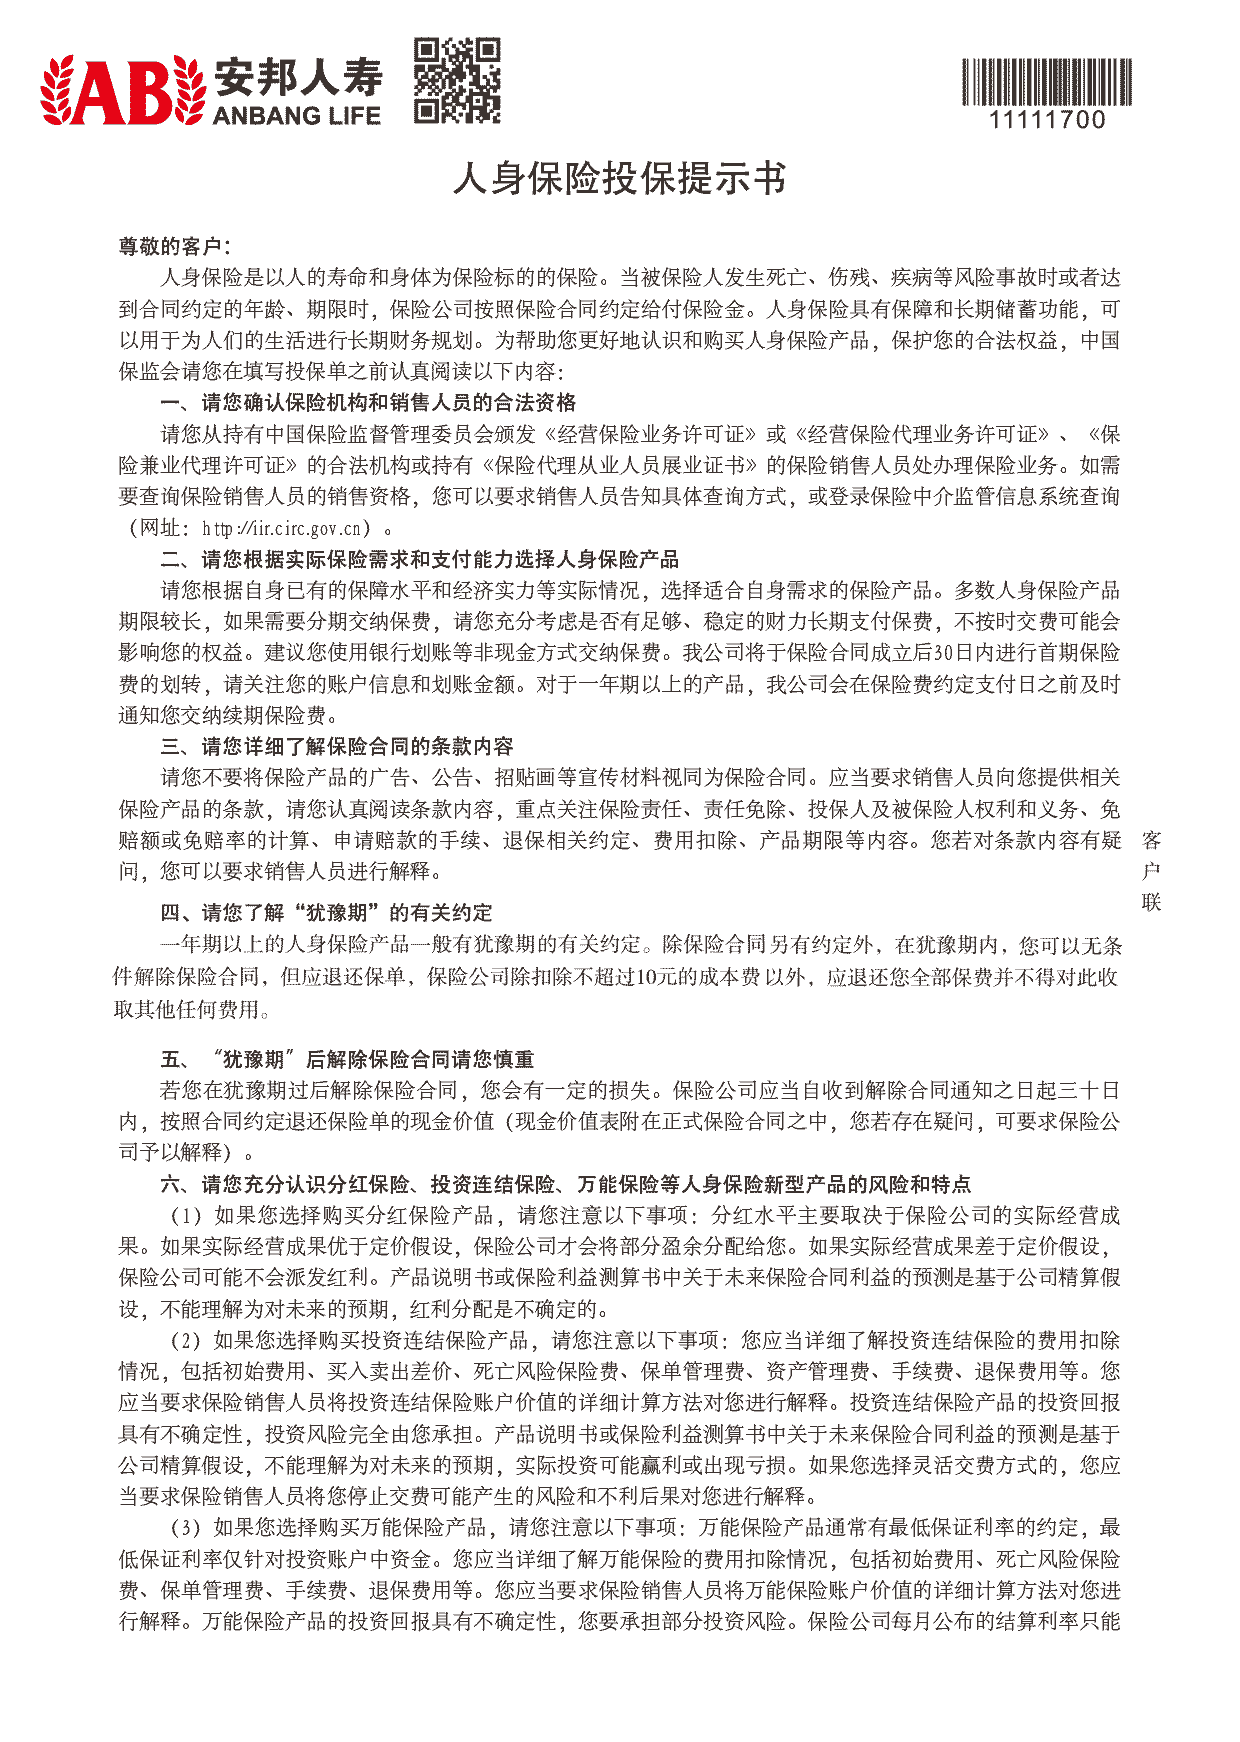 AB 安邦人寿
ANBANG LIFE
11111700
人身保险投保提示书
尊敬的客户：
人身保险是以人的寿命和身体为保险标的的保险。当被保险人发生死亡、伤残、疾病等风险事故时或者达
到合同约定的年龄、期限时，保险公司按照保险合同约定给付保险金。人身保险具有保障和长期储蓄功能，可
以用于为人们的生活进行长期财务规划。为帮助您更好地认识和购买人身保险产品，保护您的合法权益，中国
保监会请您在填写投保单之前认真阅读以下内容：
一、请您确认保险机构和销售人员的合法资格
请您从持有中国保险监督管理委员会颁发《经营保险业务许可证》或《经营保险代理业务许可证》、《保
险兼业代理许可证》的合法机构或持有《保险代理从业人员展业证书》的保险销售人员处办理保险业务。如需
要查询保险销售人员的销售资格，您可以要求销售人员告知具体查询方式，或登录保险中介监管信息系统查询
（网址：http://iir.circ.gov.cn）。
二、请您根据实际保险需求和支付能力选择人身保险产品
请您根据自身已有的保障水平和经济实力等实际情况，选择适合自身需求的保险产品。多数人身保险产品
期限较长，如果需要分期交纳保费，请您充分考虑是否有足够、稳定的财力长期支付保费，不按时交费可能会
影响您的权益。建议您使用银行划账等非现金方式交纳保费。我公司将于保险合同成立后30日内进行首期保险
费的划转，请关注您的账户信息和划账金额。对于一年期以上的产品，我公司会在保险费约定支付日之前及时
通知您交纳续期保险费。
三、请您详细了解保险合同的条款内容
请您不要将保险产品的广告、公告、招贴画等宣传材料视同为保险合同。应当要求销售人员向您提供相关
保险产品的条款，请您认真阅读条款内容，重点关注保险责任、责任免除、投保人及被保险人权利和义务、免
赔额或免赔率的计算、申请赔款的手续、退保相关约定、费用扣除、产品期限等内容。您若对条款内容有疑
问，您可以要求销售人员进行解释。
客
户
联
四、请您了解“犹豫期”的有关约定
一年期以上的人身保险产品一般有犹豫期的有关约定。除保险合同另有约定外，在犹豫期内，您可以无条
件解除保险合同，但应退还保单，保险公司除扣除不超过10元的成本费以外，应退还您全部保费并不得对此收
取其他任何费用。
五、“犹豫期”后解除保险合同请您慎重
若您在犹豫期过后解除保险合同，您会有一定的损失。保险公司应当自收到解除合同通知之日起三十日
内，按照合同约定退还保险单的现金价值（现金价值表附在正式保险合同之中，您若存在疑问，可要求保险公
司予以解释）。
六、请您充分认识分红保险、投资连结保险、万能保险等人身保险新型产品的风险和特点
（1）如果您选择购买分红保险产品，请您注意以下事项：分红水平主要取决于保险公司的实际经营成
果。如果实际经营成果优于定价假设，保险公司才会将部分盈余分配给您。如果实际经营成果差于定价假设，
保险公司可能不会派发红利。产品说明书或保险利益测算书中关于未来保险合同利益的预测是基于公司精算假
设，不能理解为对未来的预期，红利分配是不确定的。
（2）如果您选择购买投资连结保险产品，请您注意以下事项：您应当详细了解投资连结保险的费用扣除
情况，包括初始费用、买入卖出差价、死亡风险保险费、保单管理费、资产管理费、手续费、退保费用等。您
应当要求保险销售人员将投资连结保险账户价值的详细计算方法对您进行解释。投资连结保险产品的投资回报
具有不确定性，投资风险完全由您承担。产品说明书或保险利益测算书中关于未来保险合同利益的预测是基于
公司精算假设，不能理解为对未来的预期，实际投资可能赢利或出现亏损。如果您选择灵活交费方式的，您应
当要求保险销售人员将您停止交费可能产生的风险和不利后果对您进行解释。
（3）如果您选择购买万能保险产品，请您注意以下事项：万能保险产品通常有最低保证利率的约定，最
低保证利率仅针对投资账户中资金。您应当详细了解万能保险的费用扣除情况，包括初始费用、死亡风险保险
费、保单管理费、手续费、退保费用等。您应当要求保险销售人员将万能保险账户价值的详细计算方法对您进
行解释。万能保险产品的投资回报具有不确定性，您要承担部分投资风险。保险公司每月公布的结算利率只能